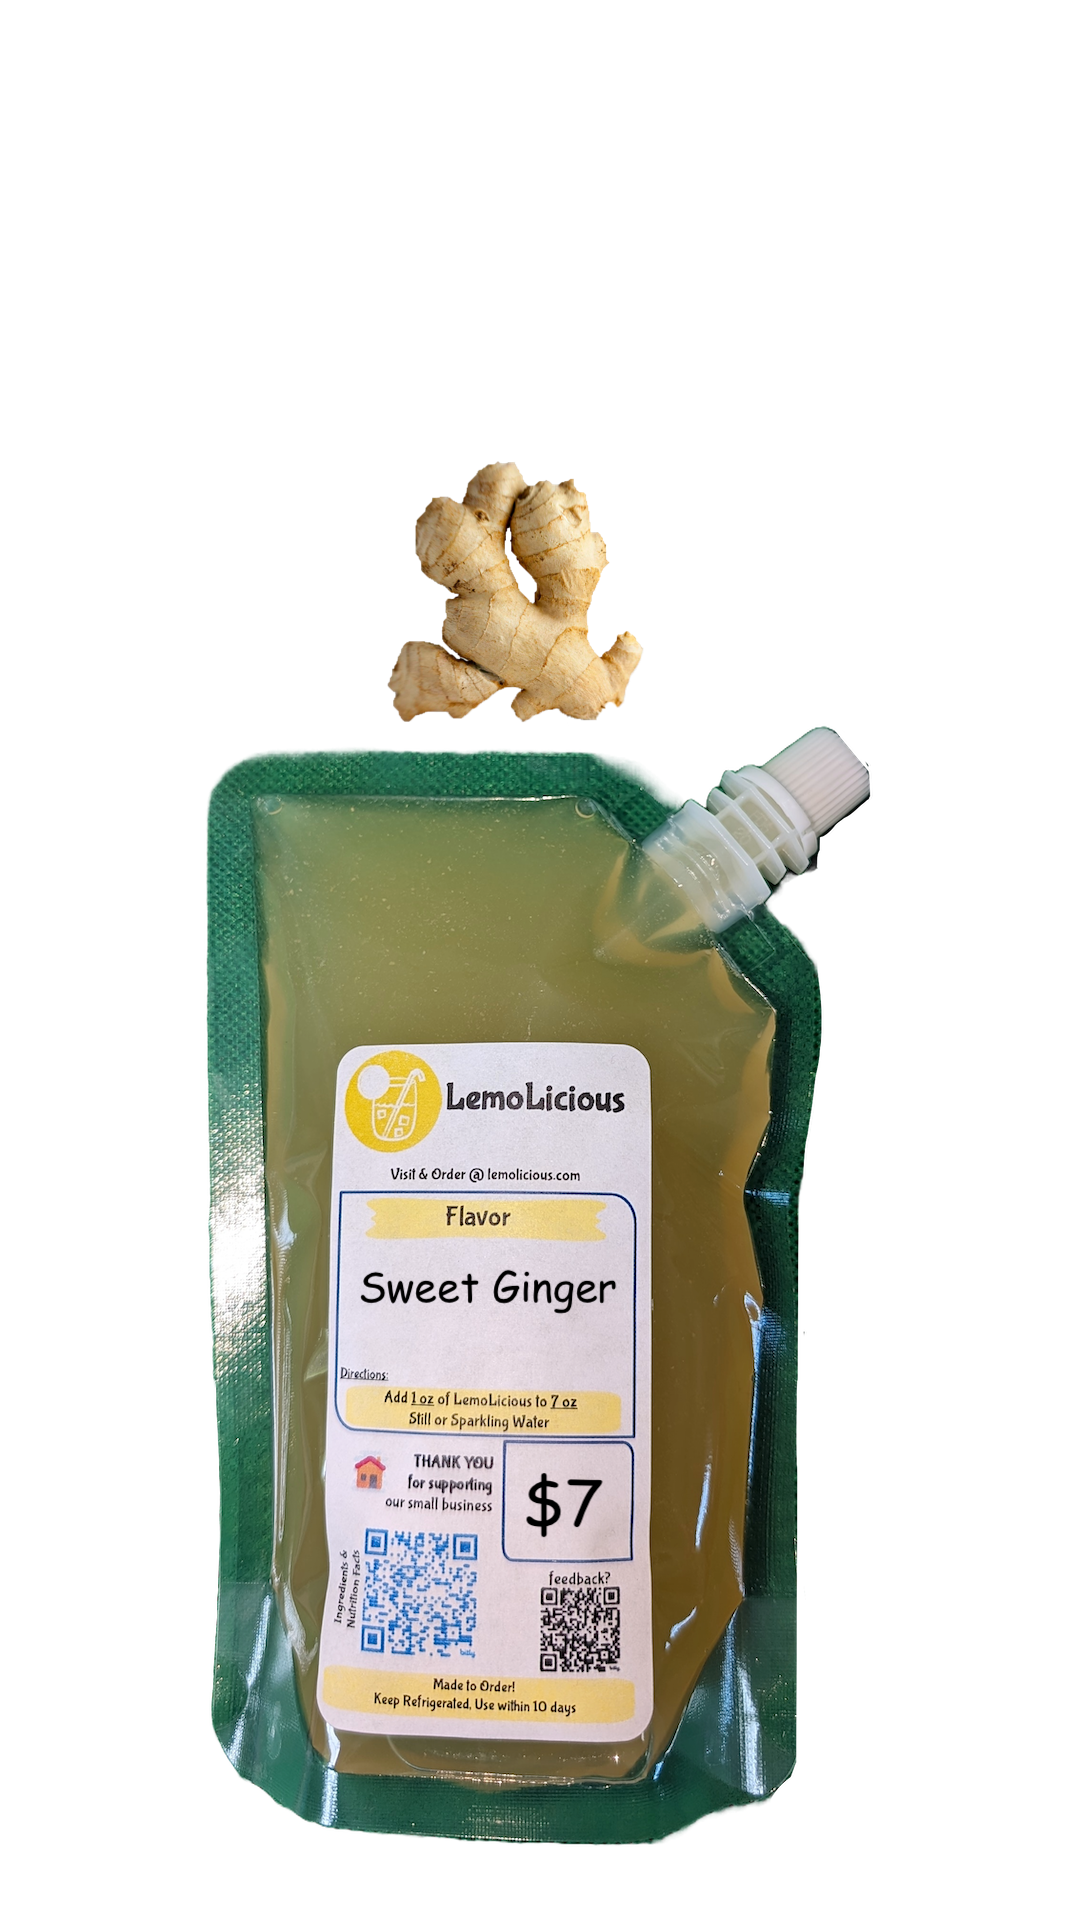 LemoLicious
Visit & Order @ lemolicious.com
Flavor
Sweet Ginger
Directions:
Add 1 oz of LemoLicious to 7 oz
Still or Sparkling Water
THANK YOU
for supporting
our small business
$7
Ingredients &
Nutrition Facts
feedback?
bitly
bitly
Made to Order!
Keep Refrigerated, Use within 10 days